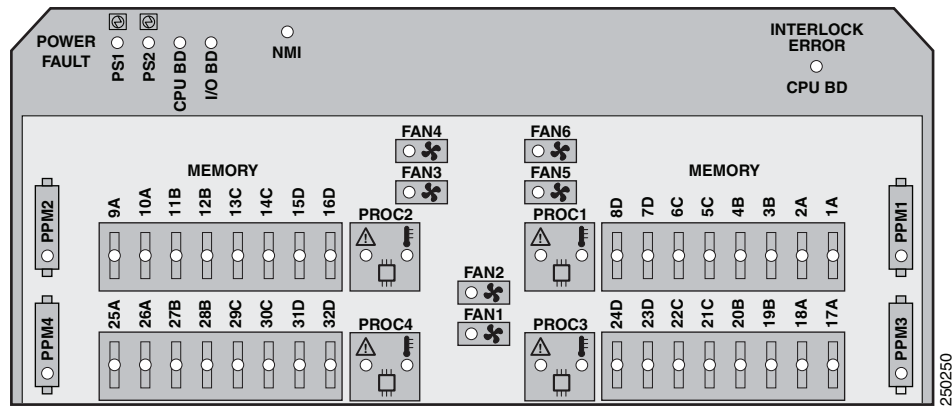 POWER FAULT
PS1
PS2
CPU BD
I/O BD
NMI
INTERLOCK ERROR
CPU BD
FAN4
FAN6
FAN3
FAN5
MEMORY
MEMORY
PPM2
9A 10A 11B 12B 13C 14C 15D 16D
PROC2
PROC1
8D 7D 6C 5C 4B 3B 2A 1A
PPM1
FAN2
FAN1
PPM4
25A 26A 27B 28B 29C 30C 31D 32D
PROC4
PROC3
24D 23D 22C 21C 20B 19B 18A 17A
PPM3
250250